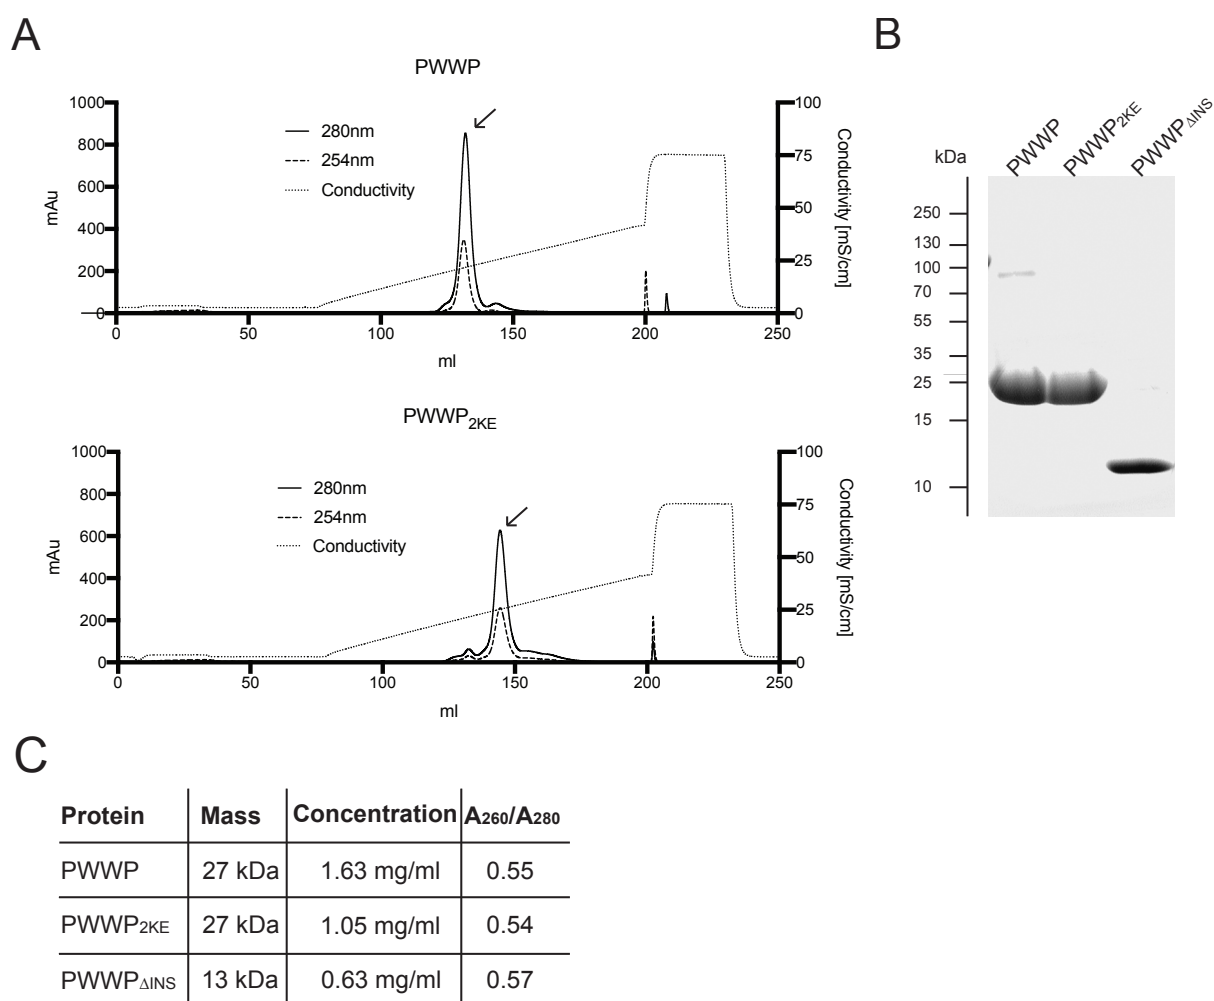 A
PWWP
1000
800
600
400
200
0
mAu
280nm
254nm
Conductivity
100
75
50
25
0
Conductivity [mS/cm]
0 50 100 150 200 250
ml
PWWP2KE
1000
800
600
400
200
0
mAu
280nm
254nm
Conductivity
100
75
50
25
0
Conductivity [mS/cm]
0 50 100 150 200 250
ml
B
kDa
PWWP
PWWP2KE
PWWPΔINS
250
130
100
70
55
35
25
15
10
C
Protein Mass Concentration A260/A280
PWWP 27 kDa 1.63 mg/ml 0.55
PWWP2KE 27 kDa 1.05 mg/ml 0.54
PWWPΔINS 13 kDa 0.63 mg/ml 0.57